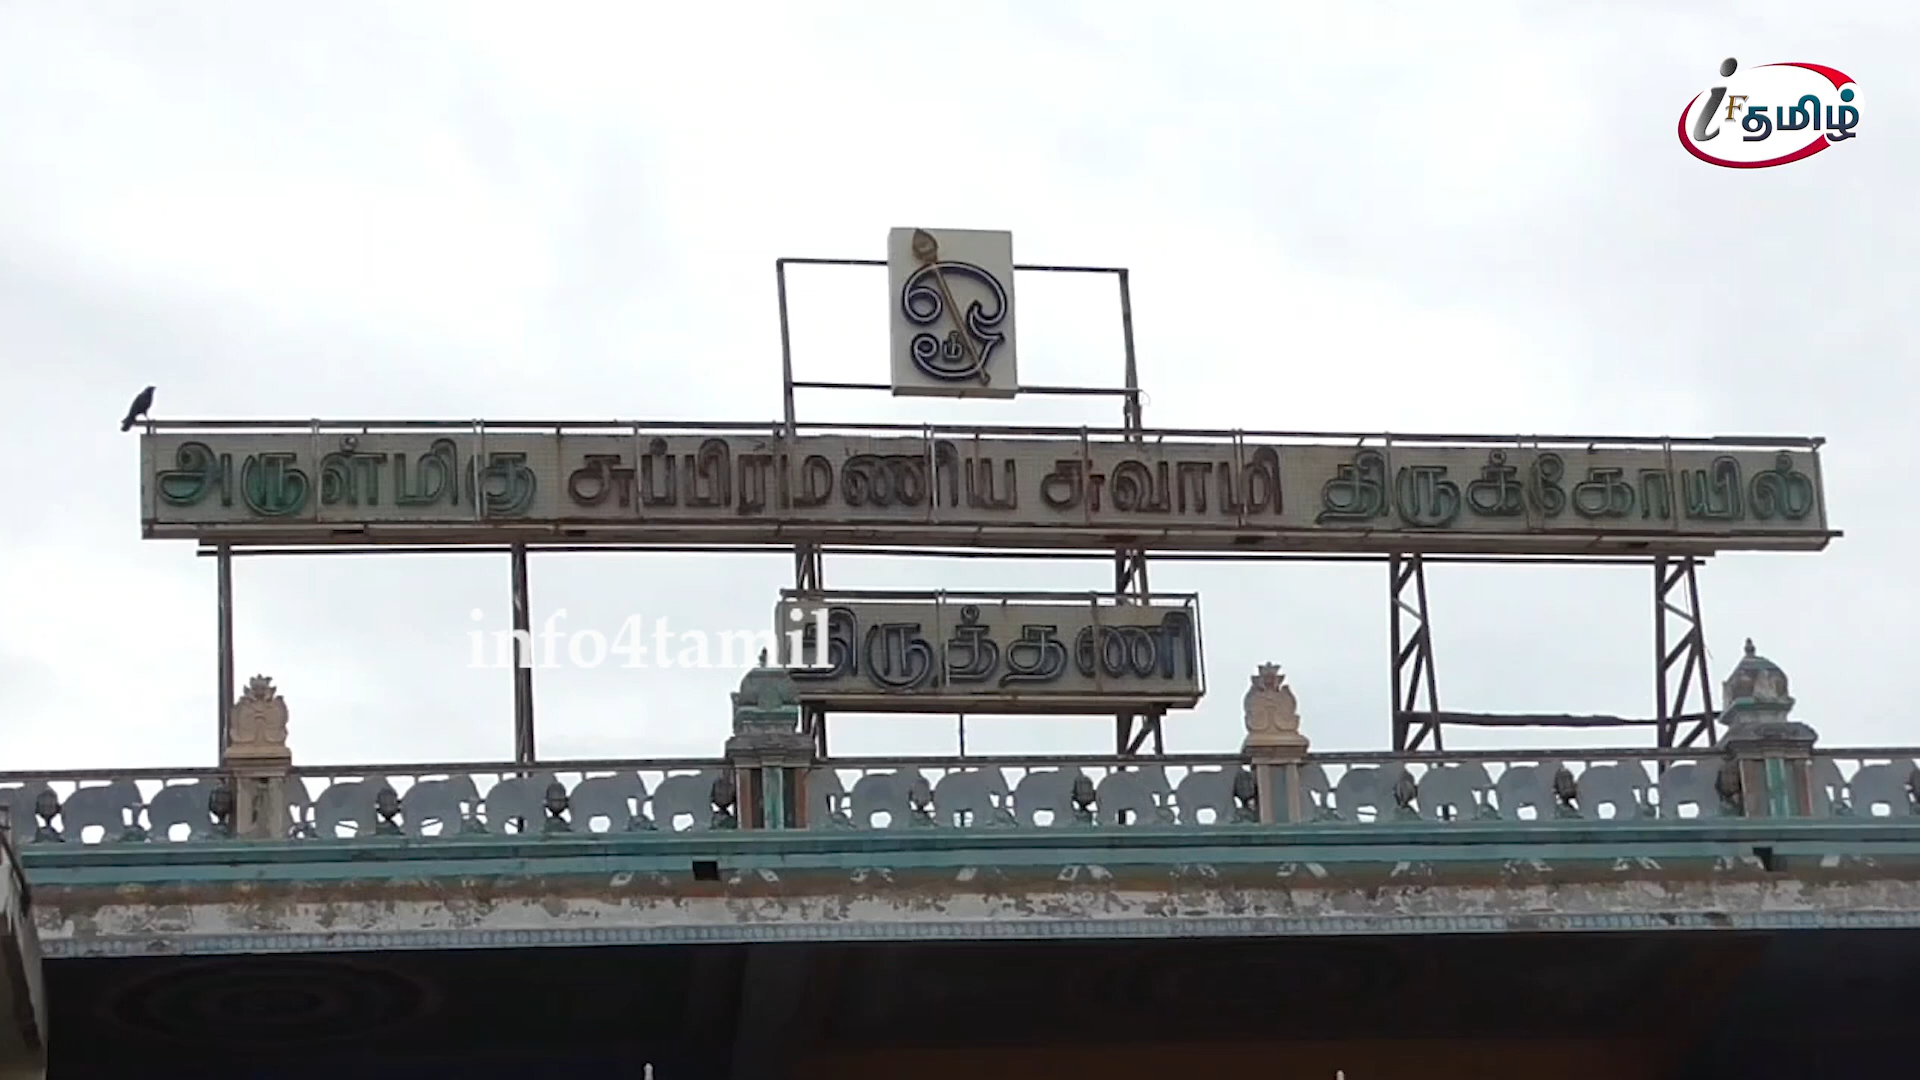 iFதமிழ்
ஓம்
அருள்மிகு சுப்பிரமணிய சுவாமி திருக்கோயில்
திருத்தணி
info4tamil